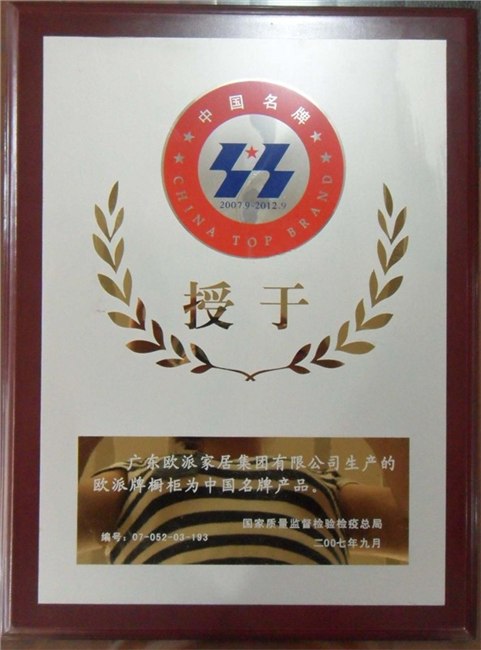 中国名牌
2007.9-2012.9
CHINA TOP BRAND
授于
广东欧派家居集团有限公司生产的
欧派牌橱柜为中国名牌产品。
国家质量监督检验检疫总局
编号:07-052-03-193
二00七年九月